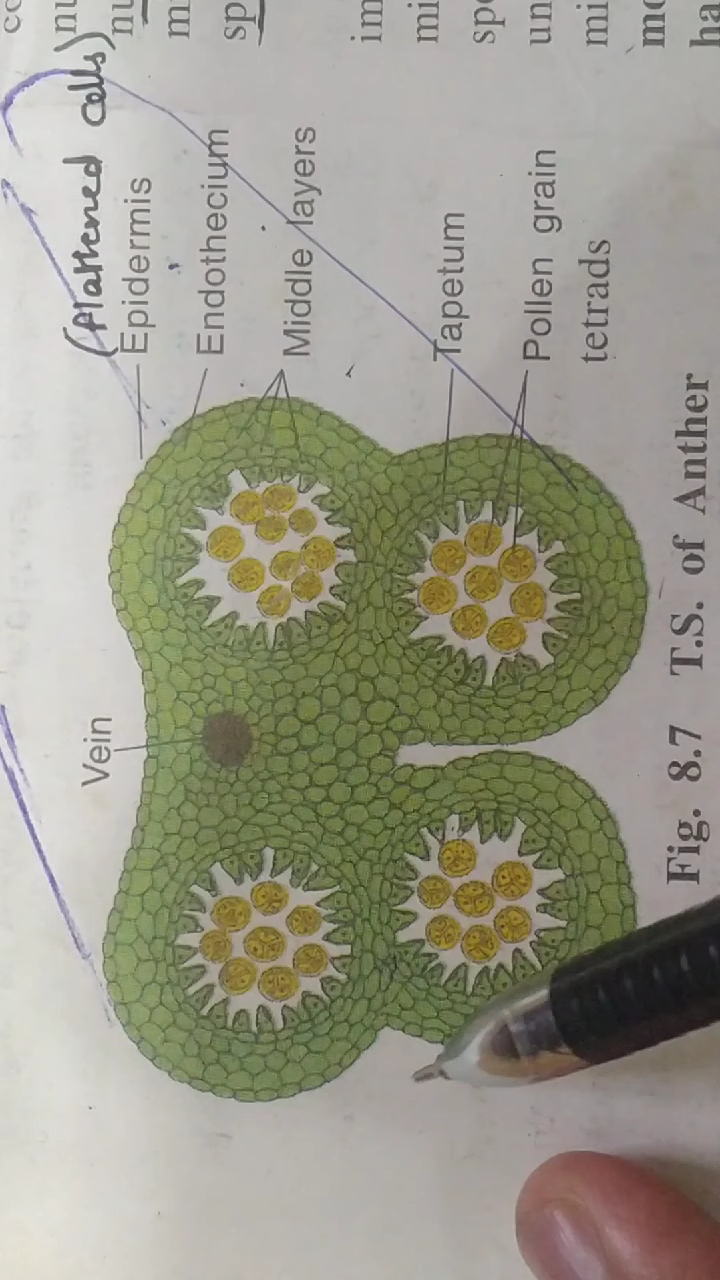 (flattened cells)
Epidermis
Endothecium
Middle layers
Tapetum
Pollen grain
tetrads
Vein
Fig. 8.7 T.S. of Anther